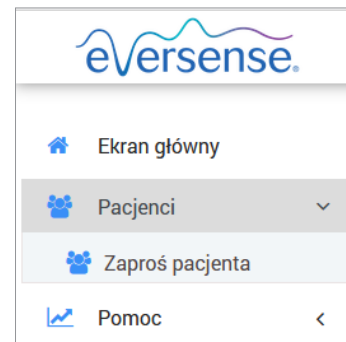 eversense.
Ekran główny
Pacjenci
Zaproś pacjenta
Pomoc